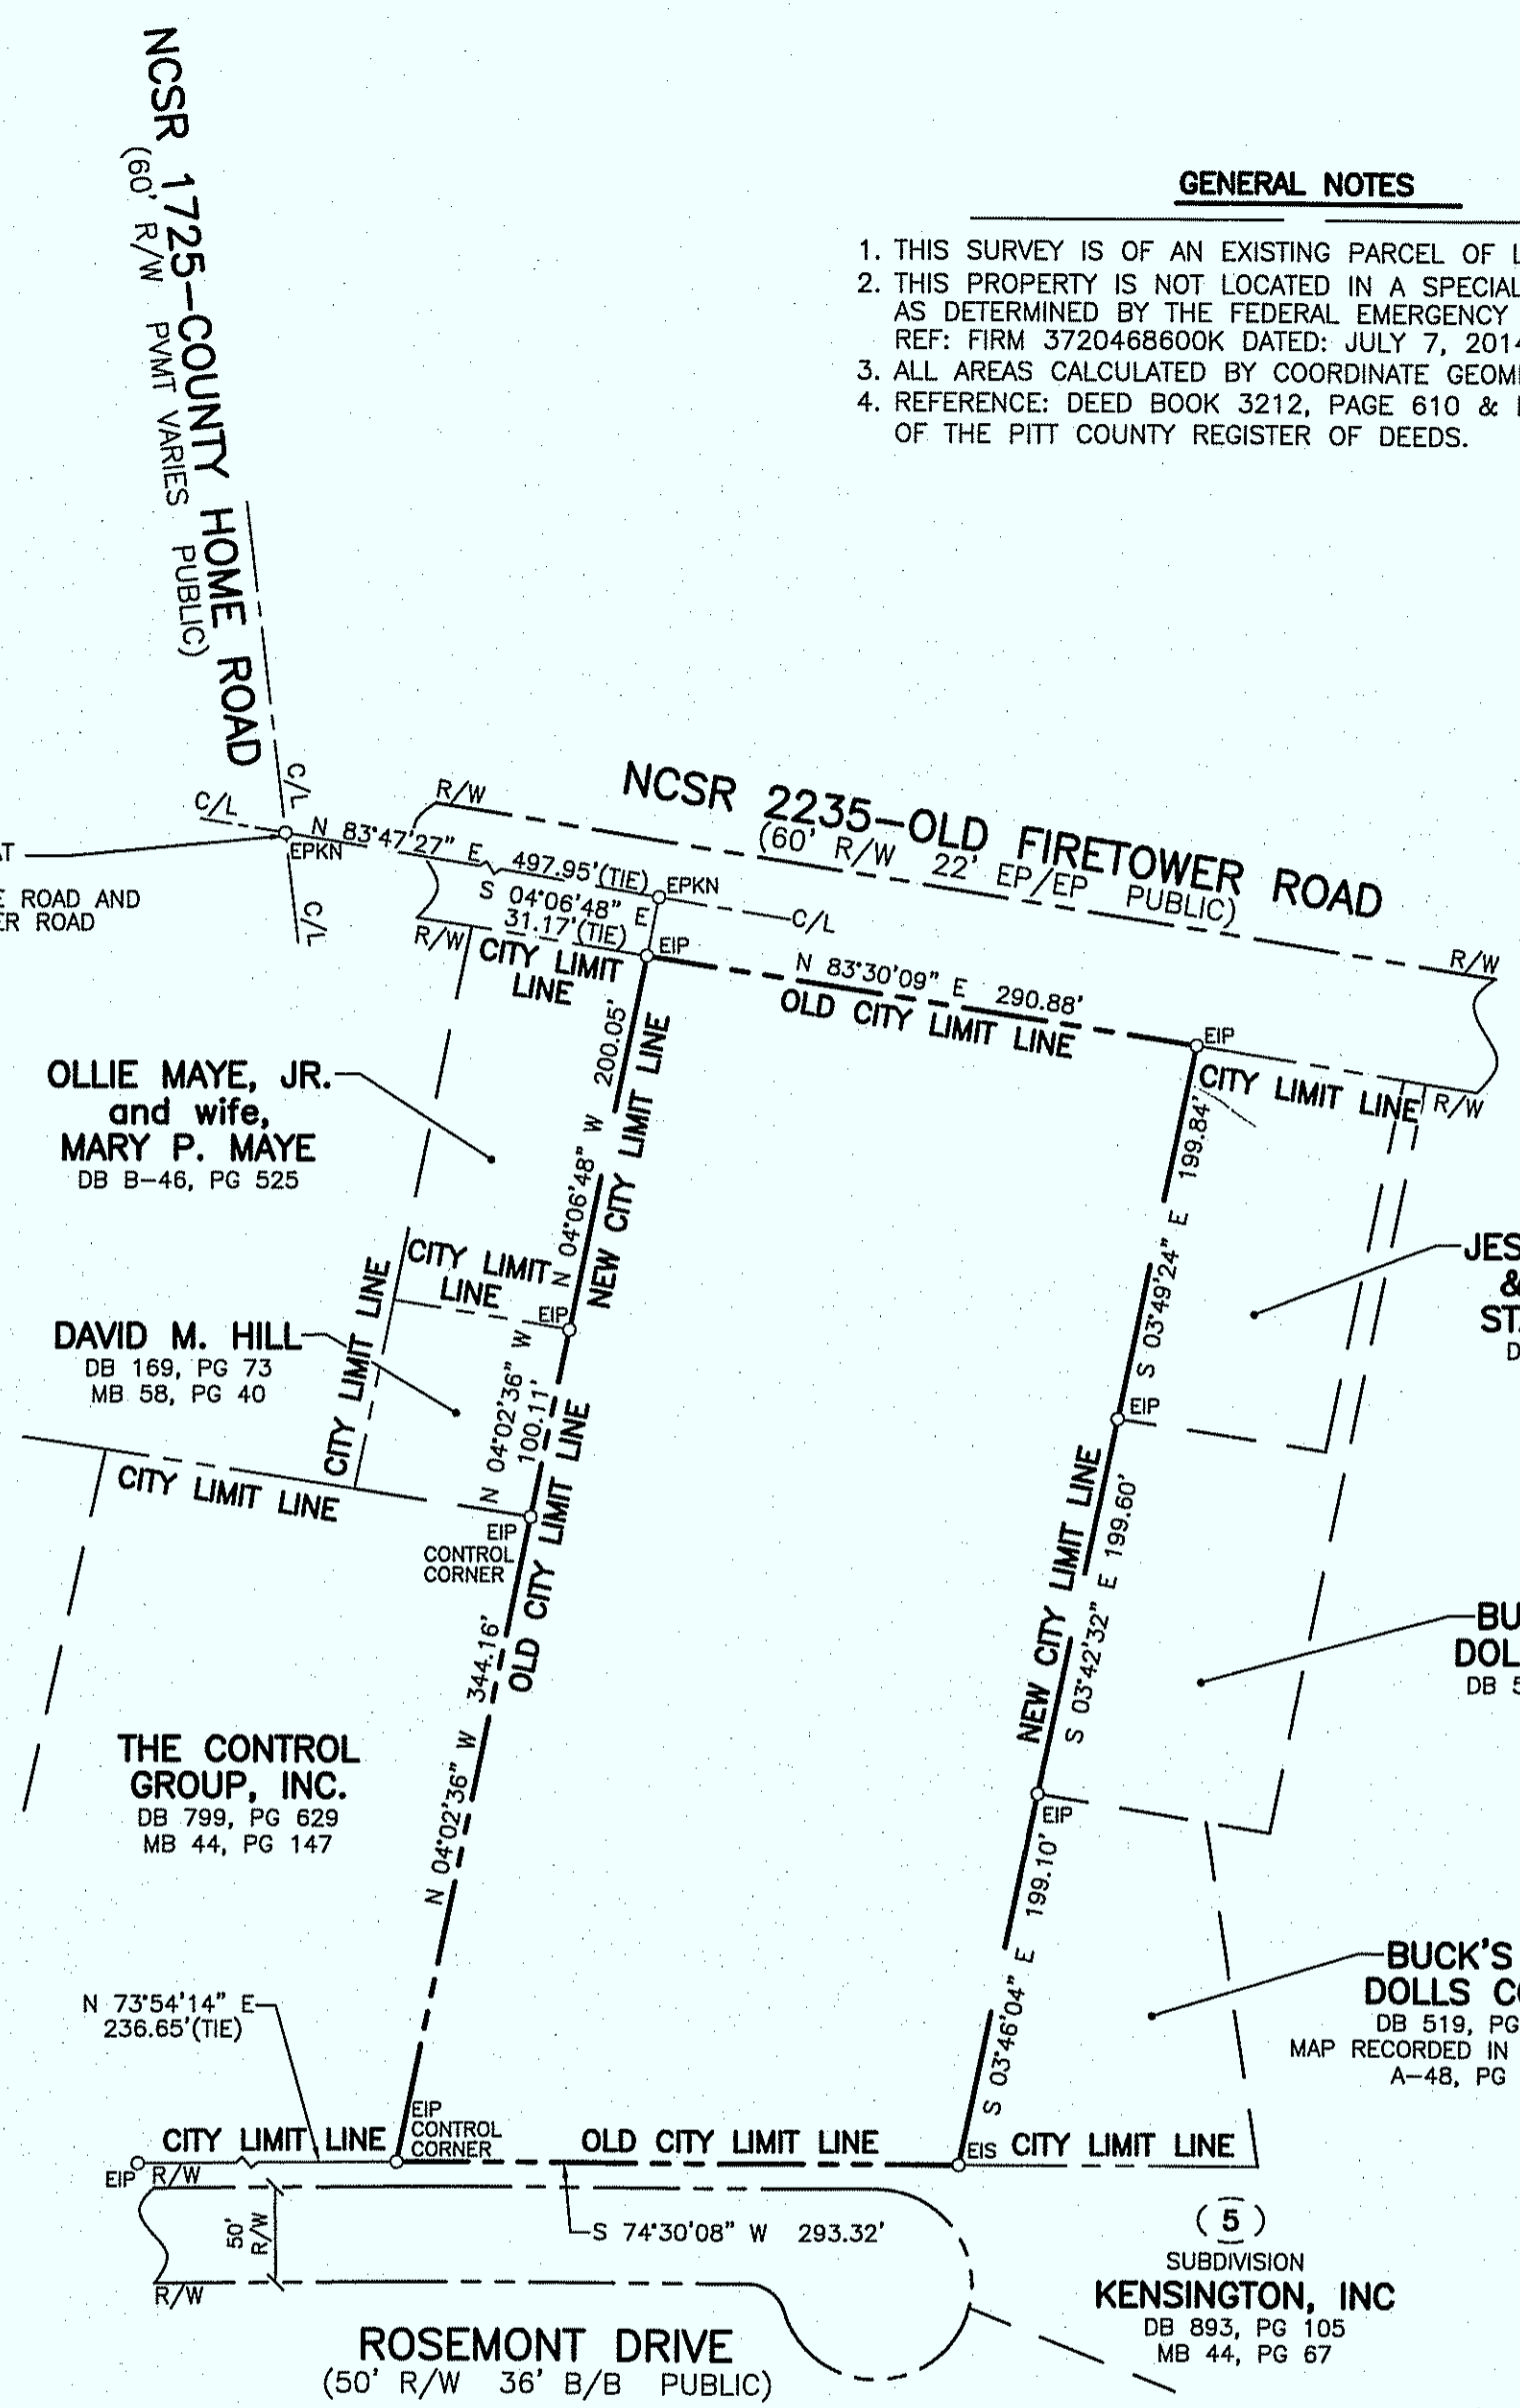 NCSR 1725-COUNTY HOME ROAD
(60' R/W PVMT VARIES PUBLIC)
GENERAL NOTES
1. THIS SURVEY IS OF AN EXISTING PARCEL OF
2. THIS PROPERTY IS NOT LOCATED IN A SPECIAL
AS DETERMINED BY THE FEDERAL EMERGENCY
REF: FIRM 3720468600K DATED: JULY 7, 2014
3. ALL AREAS CALCULATED BY COORDINATE
4. REFERENCE: DEED BOOK 3212, PAGE 610 &
OF THE PITT COUNTY REGISTER OF DEEDS.
C/L
C/L
C/L
EPKN
ROAD AND
ROAD
N 83°47'27" E 497.95'(TIE)
EPKN
S 04°06'48" E
31.17'(TIE)
R/W
R/W
NCSR 2235-OLD FIRETOWER ROAD
(60' R/W 22' EP/EP PUBLIC)
C/L
R/W
R/W
CITY LIMIT
LINE
EIP
N 83°30'09" E 290.88'
OLD CITY LIMIT LINE
EIP
CITY LIMIT LINE
OLLIE MAYE, JR.
and wife,
MARY P. MAYE
DB B-46, PG 525
N 04°06'48" W 200.05'
NEW CITY LIMIT LINE
S 03°49'24" E 199.84'
CITY LIMIT
LINE
EIP
DAVID M. HILL
DB 169, PG 73
MB 58, PG 40
CITY LIMIT LINE
N 04°02'36" W
100.11'
CITY LIMIT LINE
EIP
CONTROL
CORNER
OLD CITY LIMIT LINE
N 04°02'36" W 344.16'
EIP
NEW CITY LIMIT LINE
S 03°42'32" E 199.60'
DB
THE CONTROL
GROUP, INC.
DB 799, PG 629
MB 44, PG 147
EIP
S 03°46'04" E 199.10'
BUCK'S
DOLLS
DB 519, PG
MAP RECORDED IN
A-48, PG
N 73°54'14" E
236.65'(TIE)
CITY LIMIT LINE
EIP
CONTROL
CORNER
OLD CITY LIMIT LINE
EIS
CITY LIMIT LINE
EIP
R/W
50'
R/W
R/W
S 74°30'08" W 293.32'
(5)
SUBDIVISION
KENSINGTON, INC
DB 893, PG 105
MB 44, PG 67
ROSEMONT DRIVE
(50' R/W 36' B/B PUBLIC)